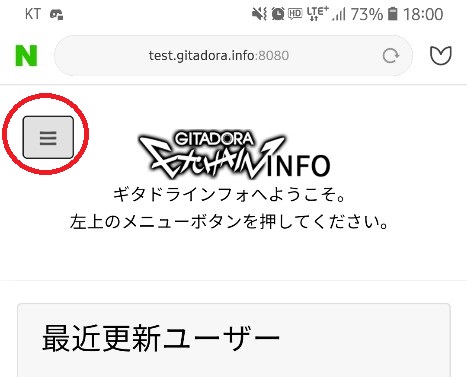 KT LTE+ 73% 18:00
N test.gitadora.info:8080
GITADORA
EXCHAIN INFO
ギタドラインフォへようこそ。
左上のメニューボタンを押してください。
最近更新ユーザー